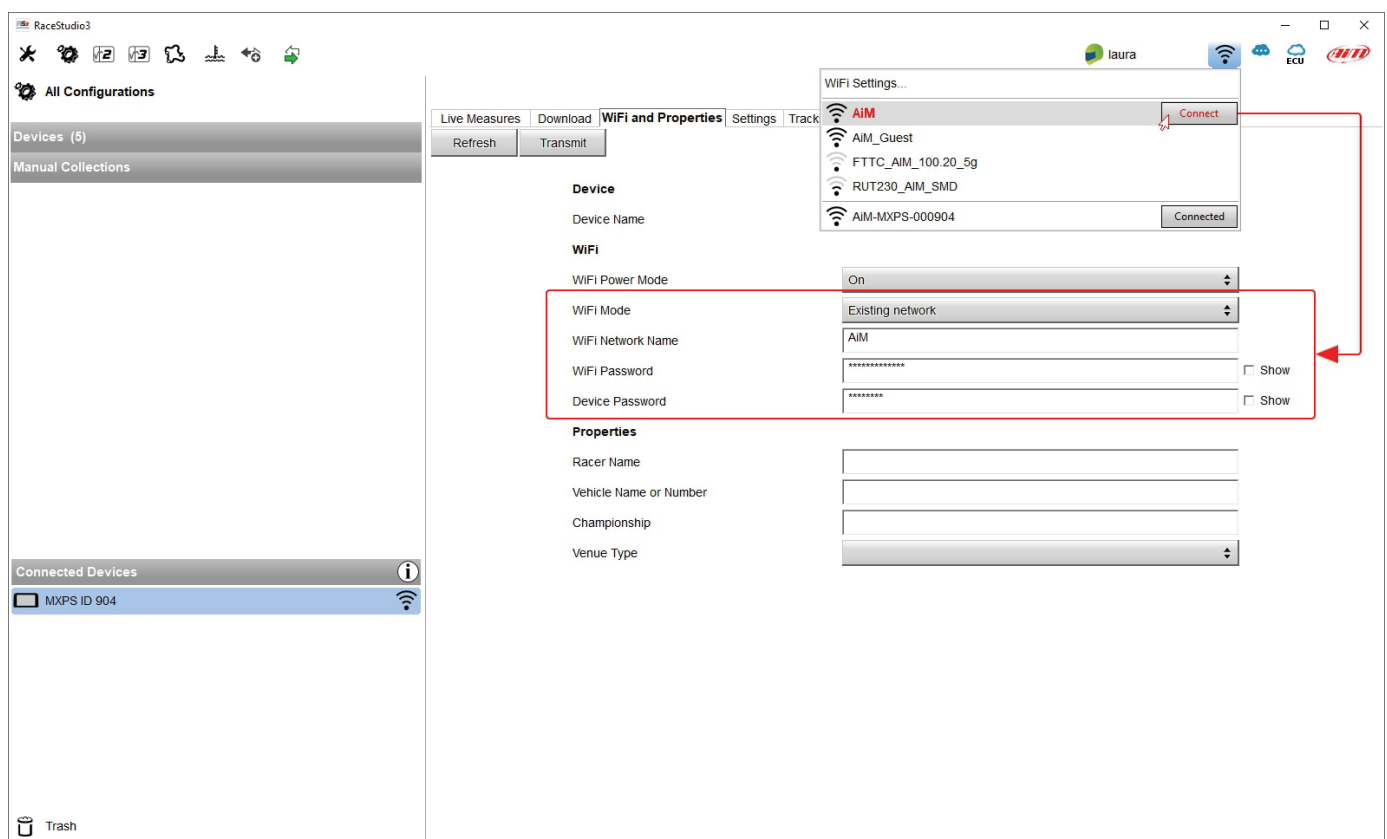 RS3 RaceStudio3
laura
ECU
AiM
All Configurations
Devices (5)
Manual Collections
WiFi Settings...
AiM Connect
AiM_Guest
FTTC_AIM_100.20_5g
RUT230_AIM_SMD
AiM-MXPS-000904 Connected
Live Measures Download WiFi and Properties Settings Track
Refresh Transmit
Device
Device Name
WiFi
WiFi Power Mode On
WiFi Mode Existing network
WiFi Network Name AiM
WiFi Password ************* Show
Device Password ******** Show
Properties
Racer Name
Vehicle Name or Number
Championship
Venue Type
Connected Devices i
MXPS ID 904
Trash